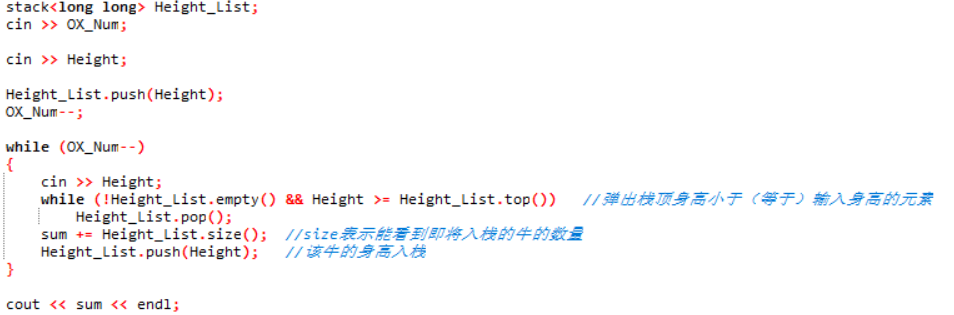 stack<long long> Height_List;
cin >> OX_Num;
cin >> Height;
Height_List.push(Height);
OX_Num--;
while (OX_Num--)
{
cin >> Height;
while (!Height_List.empty() && Height >= Height_List.top()) //弹出栈顶身高小于（等于）输入身高的元素
Height_List.pop();
sum += Height_List.size(); //size表示能看到即将入栈的牛的数量
Height_List.push(Height); //该牛的身高入栈
}
cout << sum << endl;